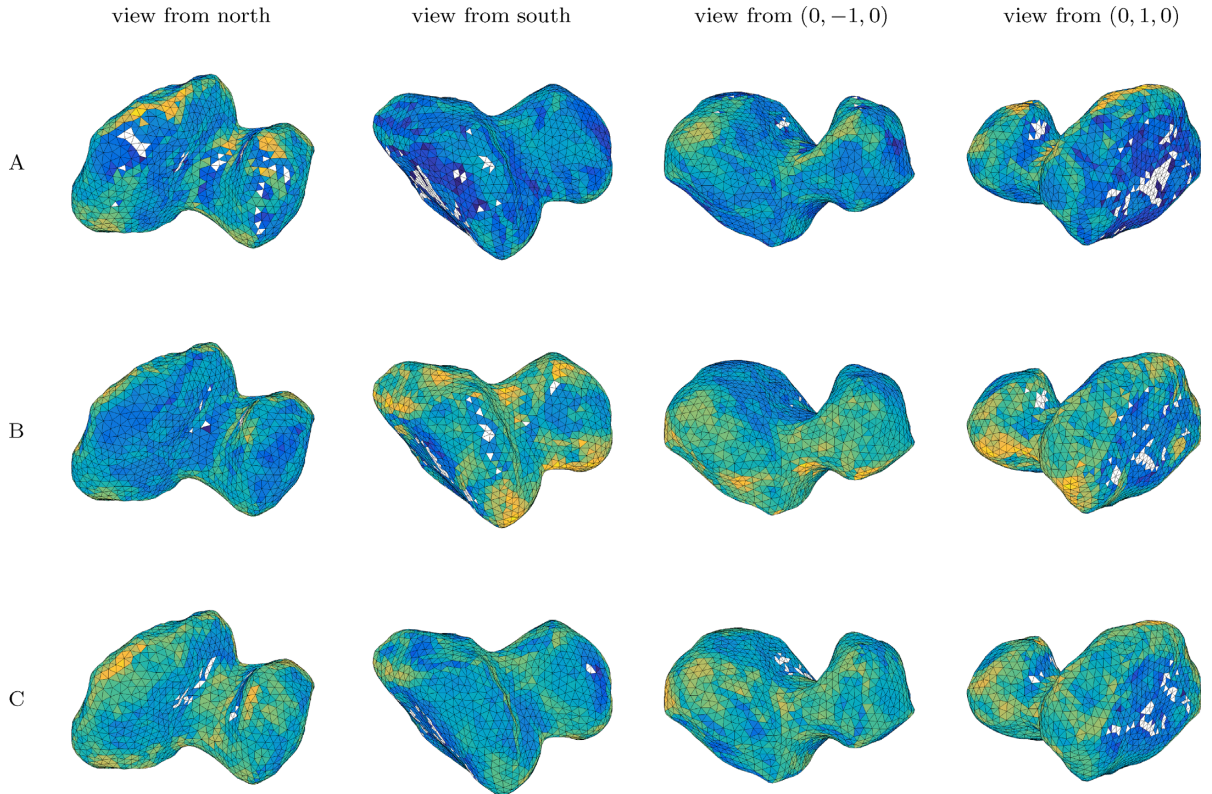 view from north view from south view from (0, −1, 0) view from (0, 1, 0)
A
B
C